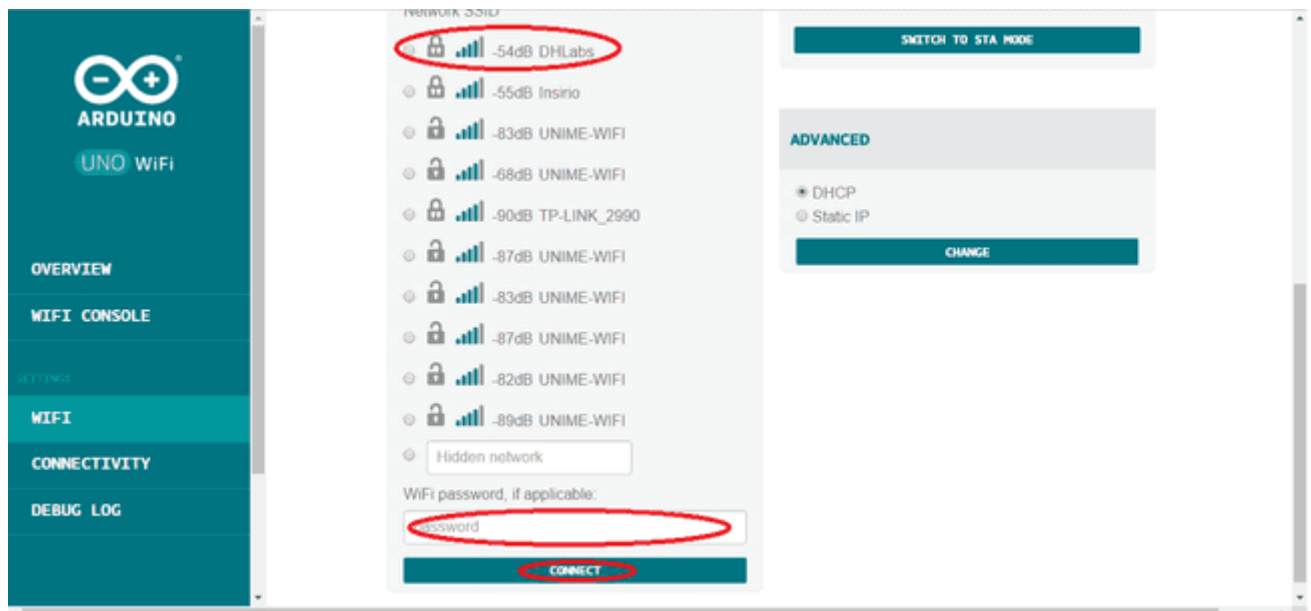 ARDUINO
UNO WiFi
OVERVIEW
WIFI CONSOLE
SETTINGS
WIFI
CONNECTIVITY
DEBUG LOG
Network SSID
-54dB DHLabs
-55dB Insirio
-83dB UNIME-WIFI
-68dB UNIME-WIFI
-90dB TP-LINK_2990
-87dB UNIME-WIFI
-83dB UNIME-WIFI
-87dB UNIME-WIFI
-82dB UNIME-WIFI
-89dB UNIME-WIFI
Hidden network
WiFi password, if applicable:
password
CONNECT
SWITCH TO STA MODE
ADVANCED
DHCP
Static IP
CHANGE